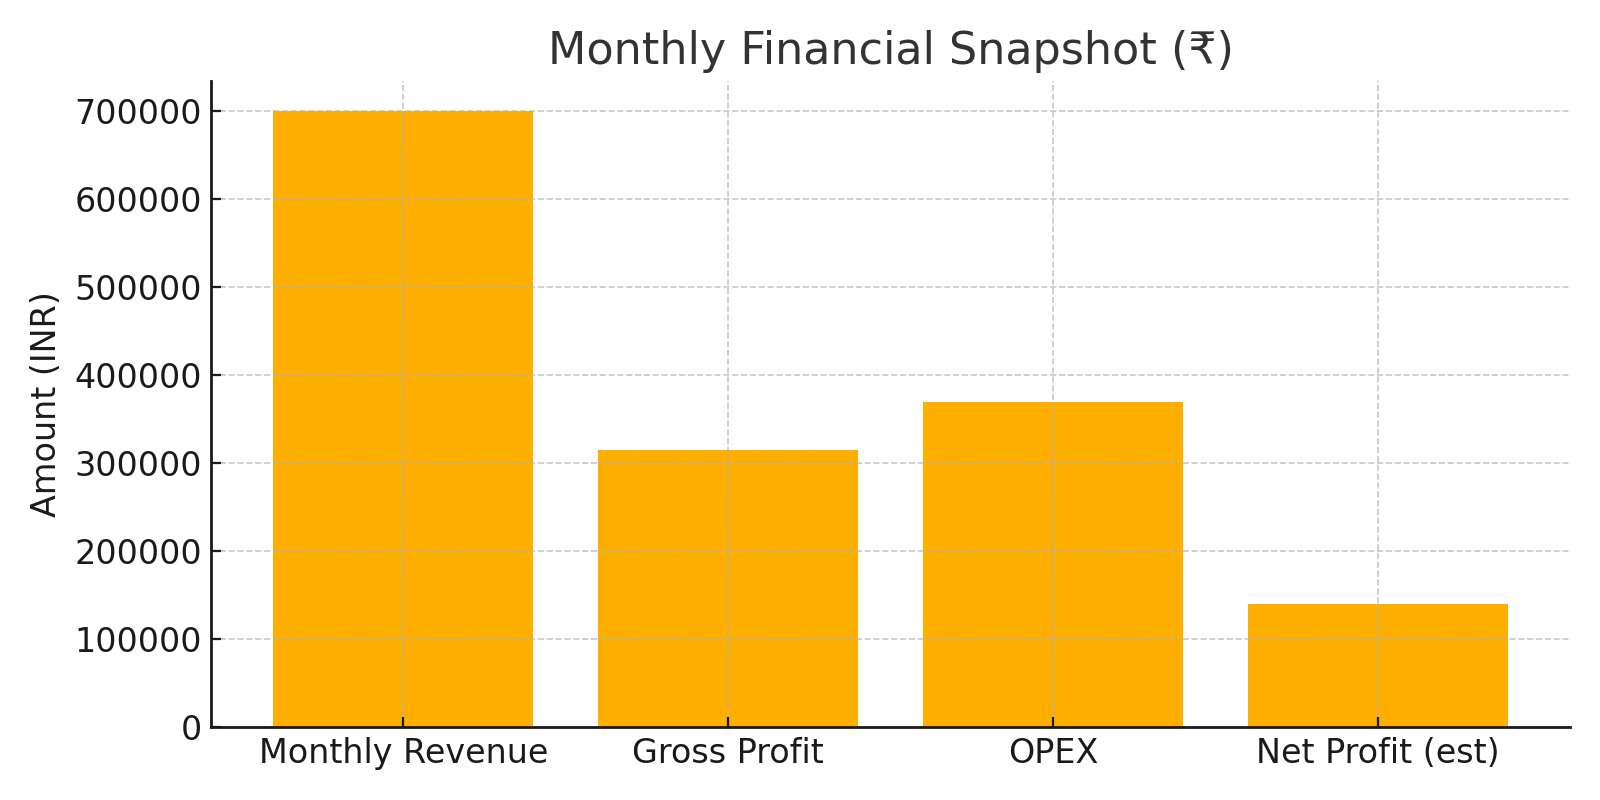 Monthly Financial Snapshot (₹)
Amount (INR)
700000
600000
500000
400000
300000
200000
100000
0
Monthly Revenue
Gross Profit
OPEX
Net Profit (est)